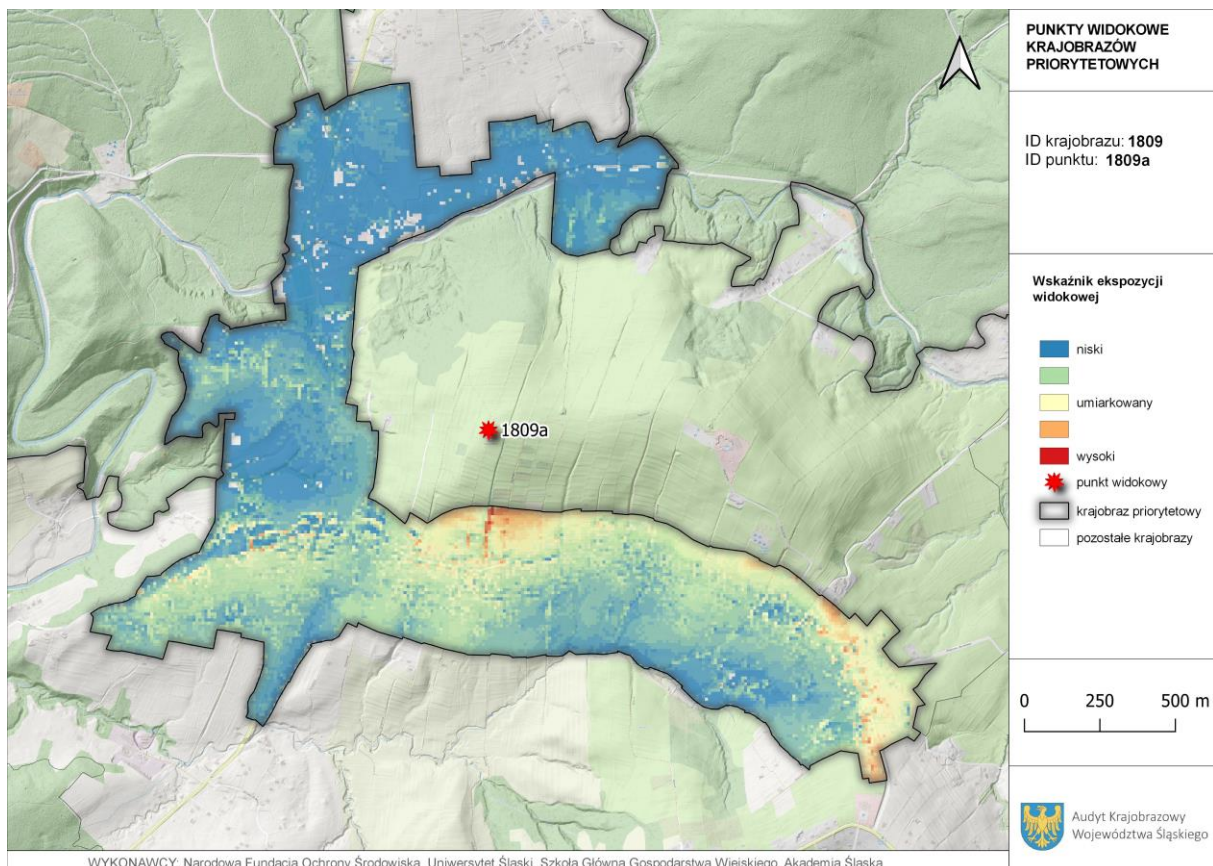 PUNKTY WIDOKOWE
KRAJOBRAZÓW
PRIORYTETOWYCH
ID krajobrazu: 1809
ID punktu: 1809a
Wskaźnik ekspozycji
widokowej
niski
umiarkowany
wysoki
punkt widokowy
krajobraz priorytetowy
pozostałe krajobrazy
1809a
0 250 500 m
Audyt Krajobrazowy
Województwa Śląskiego
WYKONAWCY: Narodowa Fundacja Ochrony Środowiska, Uniwersytet Śląski, Szkoła Główna Gospodarstwa Wiejskiego, Akademia Śląska